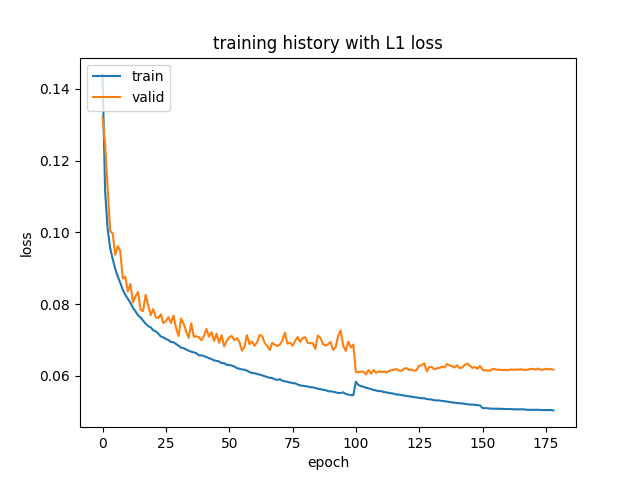 training history with L1 loss
train
valid
0.14
0.12
0.10
0.08
0.06
loss
0 25 50 75 100 125 150 175
epoch